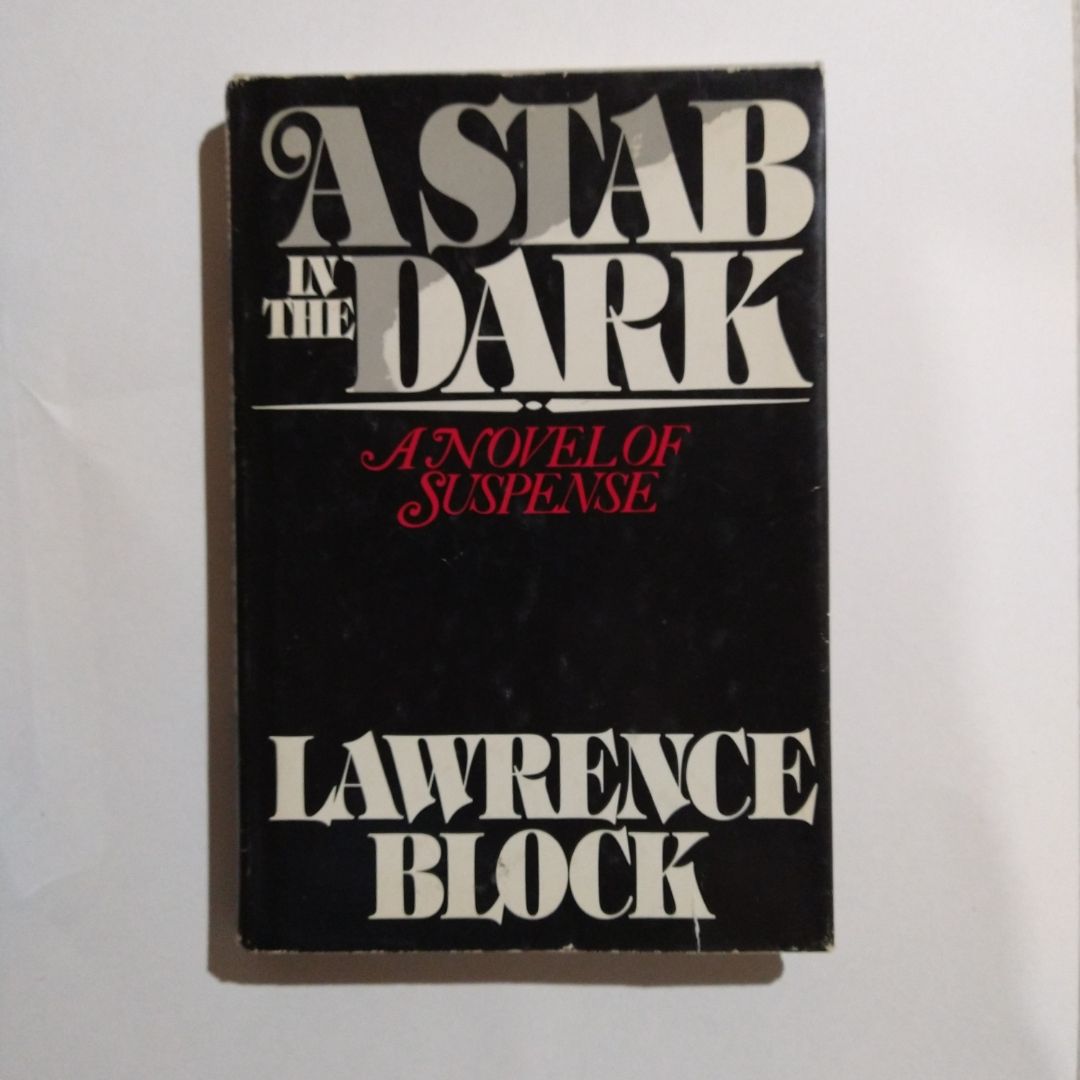 A STAB
IN THE
DARK
A NOVEL OF
SUSPENSE
LAWRENCE
BLOCK